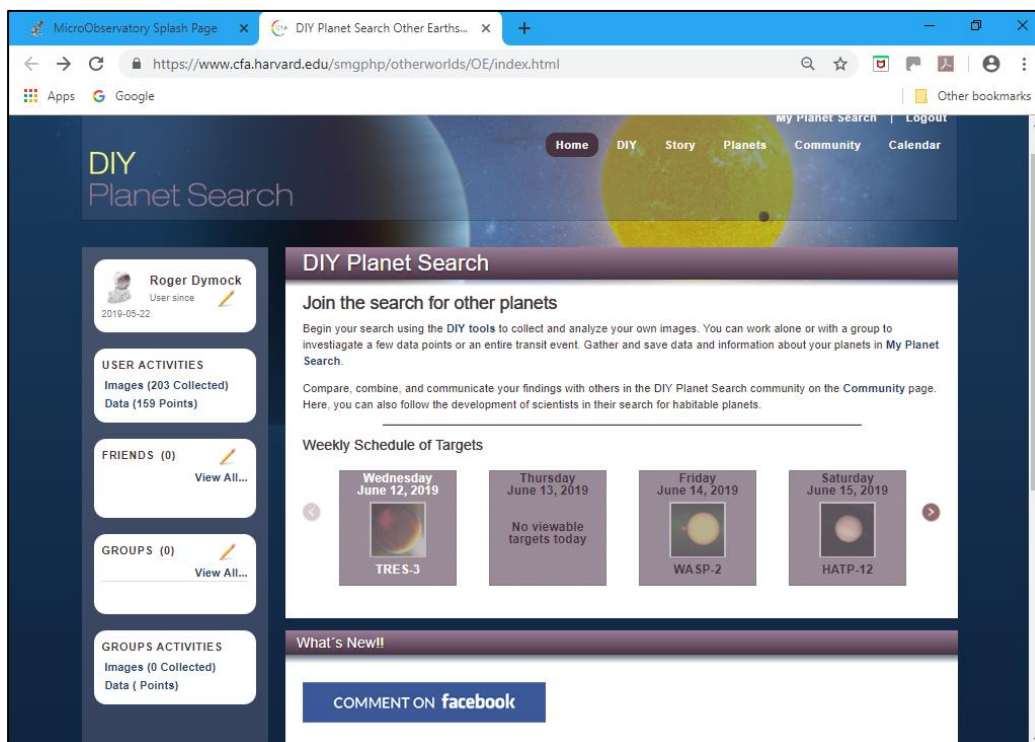 MicroObservatory Splash Page
DIY Planet Search Other Earths...
https://www.cfa.harvard.edu/smgphp/otherworlds/OE/index.html
Apps
Google
Other bookmarks
My Planet Search | Logout
Home DIY Story Planets Community Calendar
DIY
Planet Search
Roger Dymock
User since
2019-05-22
USER ACTIVITIES
Images (203 Collected)
Data (159 Points)
FRIENDS (0)
View All...
GROUPS (0)
View All...
GROUPS ACTIVITIES
Images (0 Collected)
Data ( Points)
DIY Planet Search
Join the search for other planets
Begin your search using the DIY tools to collect and analyze your own images. You can work alone or with a group to
investiagate a few data points or an entire transit event. Gather and save data and information about your planets in My Planet
Search.
Compare, combine, and communicate your findings with others in the DIY Planet Search community on the Community page.
Here, you can also follow the development of scientists in their search for habitable planets.
Weekly Schedule of Targets
Wednesday
June 12, 2019
TRES-3
Thursday
June 13, 2019
No viewable
targets today
Friday
June 14, 2019
WASP-2
Saturday
June 15, 2019
HATP-12
What´s New!!
COMMENT ON facebook